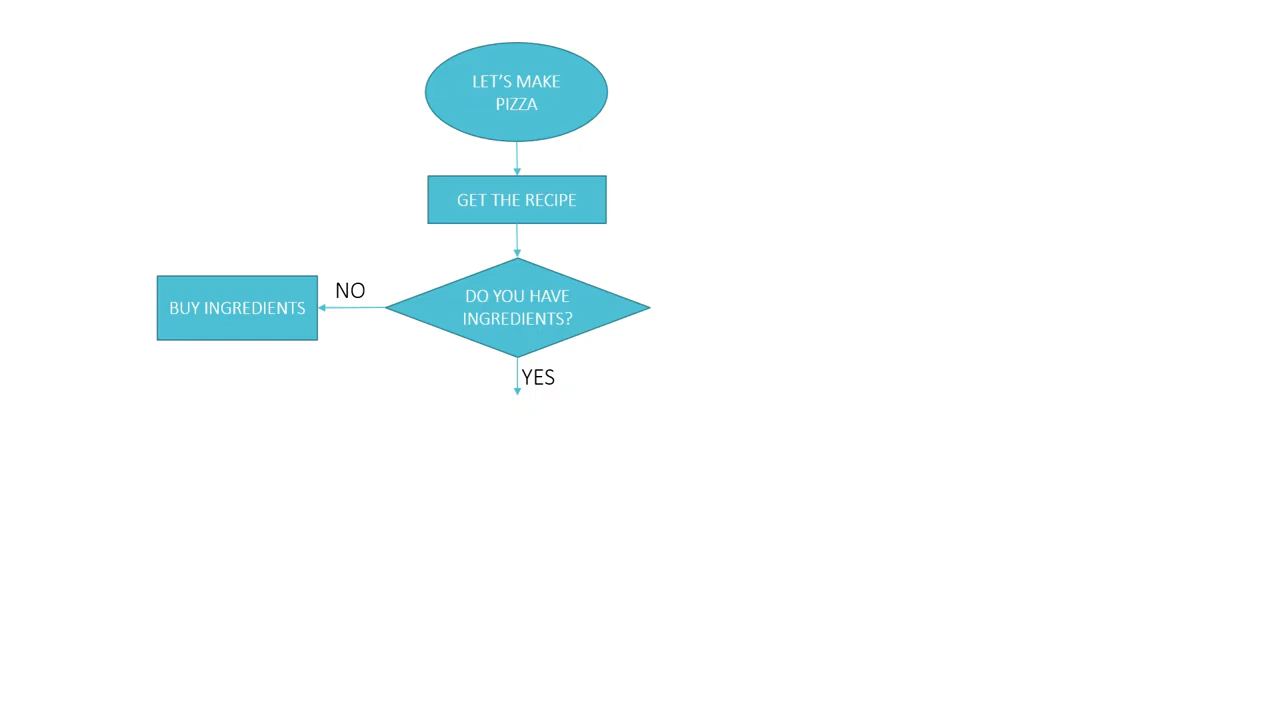 LET’S MAKE
PIZZA
GET THE RECIPE
DO YOU HAVE
INGREDIENTS?
NO
BUY INGREDIENTS
YES